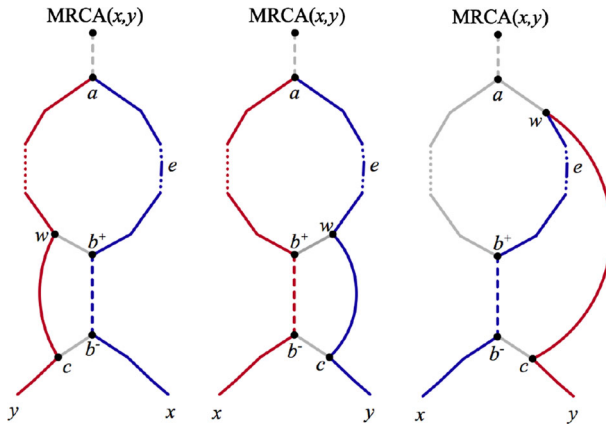 MRCA(x,y) MRCA(x,y) MRCA(x,y)
a a a
w
e e e
w b⁺ b⁺ w b⁺
b⁻ b⁻ b⁻
c c c
y x x y x y